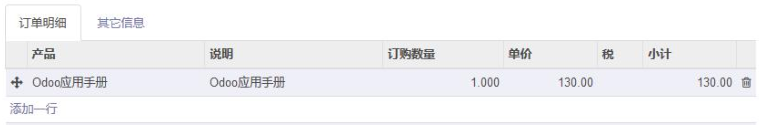 订单明细 其它信息
产品 说明 订购数量 单价 税 小计
Odoo应用手册 Odoo应用手册 1.000 130.00 130.00
添加一行